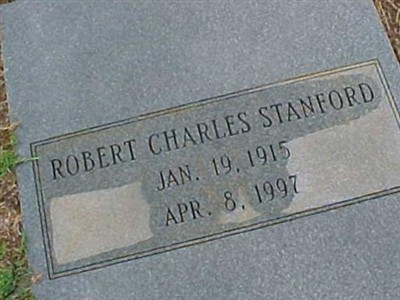 ROBERT CHARLES STANFORD
JAN. 19, 1915
APR. 8, 1997